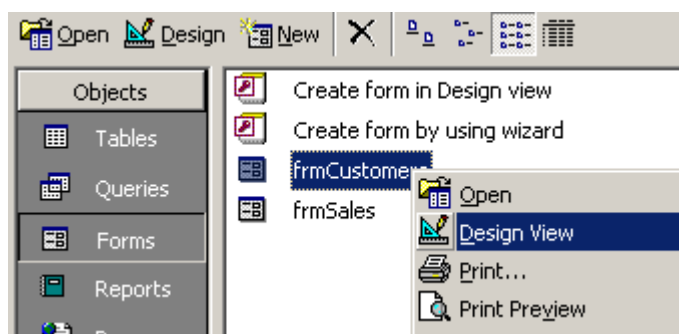 Open Design New
Objects
Create form in Design view
Tables
Create form by using wizard
Queries
frmCustome
Open
frmSales
Forms
Design View
Print...
Reports
Print Preview